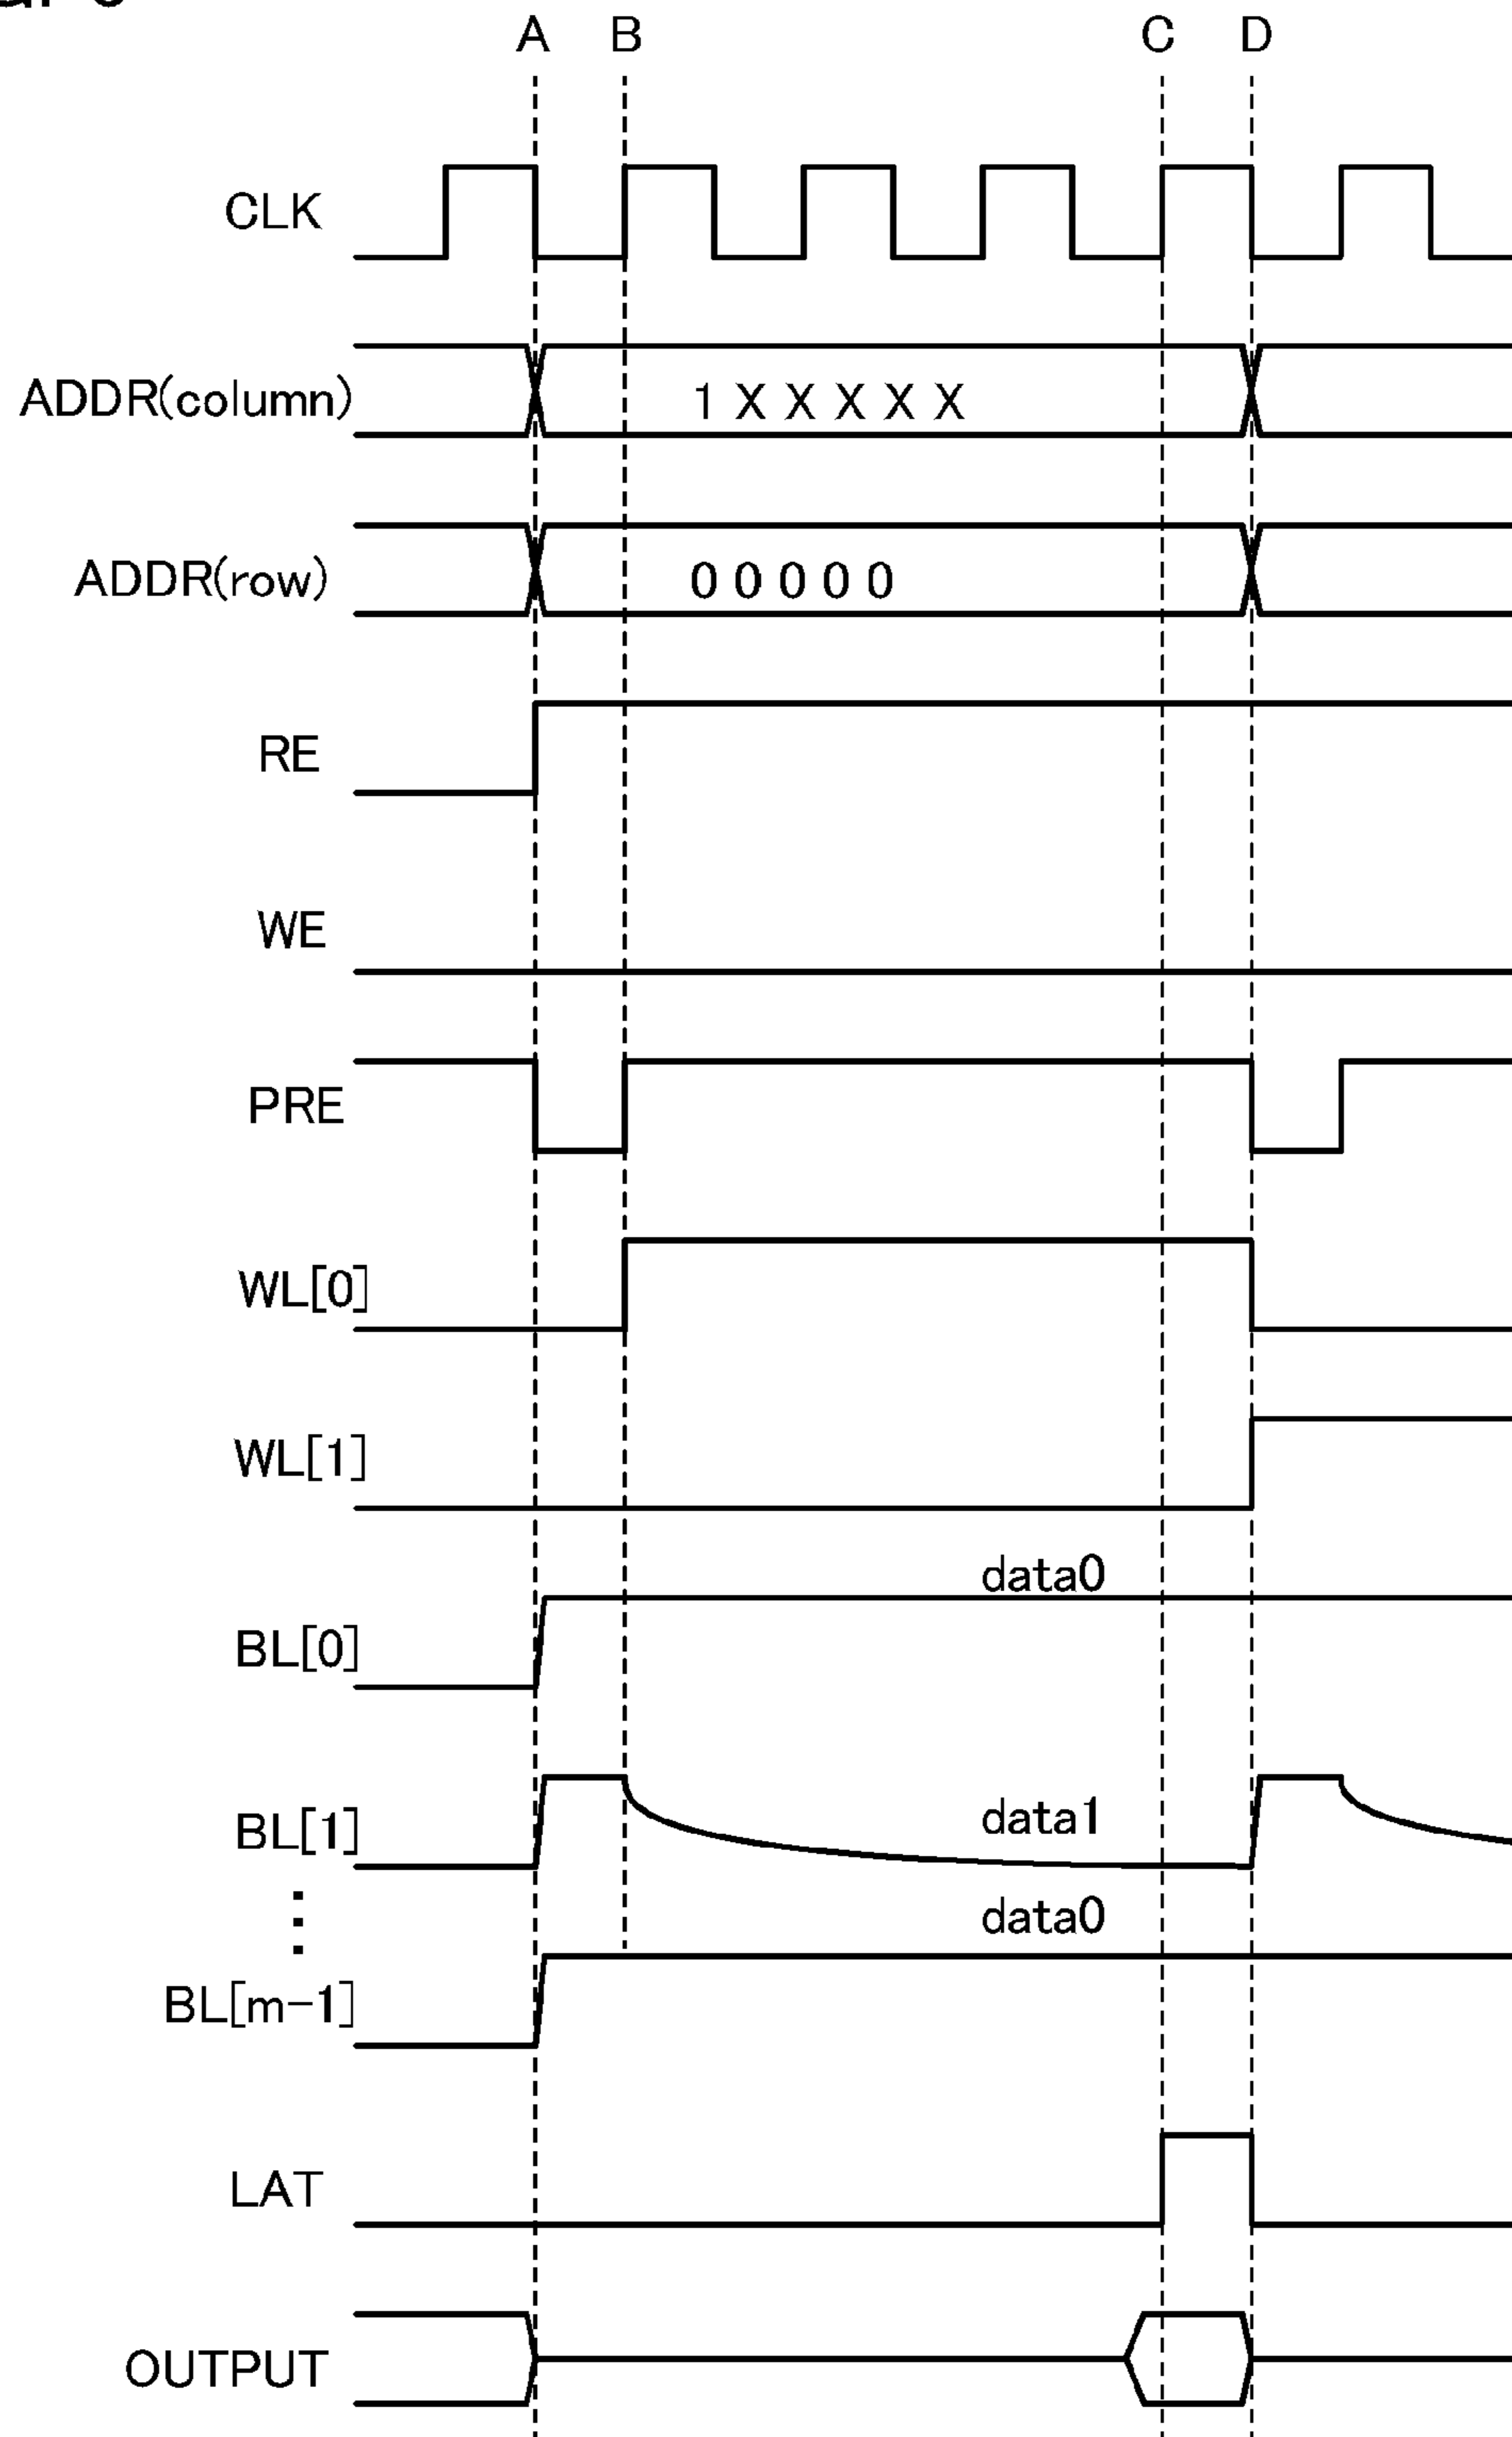 A B C D
CLK
ADDR(column) 1 X X X X X
ADDR(row) 0 0 0 0 0
RE
WE
PRE
WL[0]
WL[1]
data0
BL[0]
BL[1] data1
data0
BL[m-1]
LAT
OUTPUT